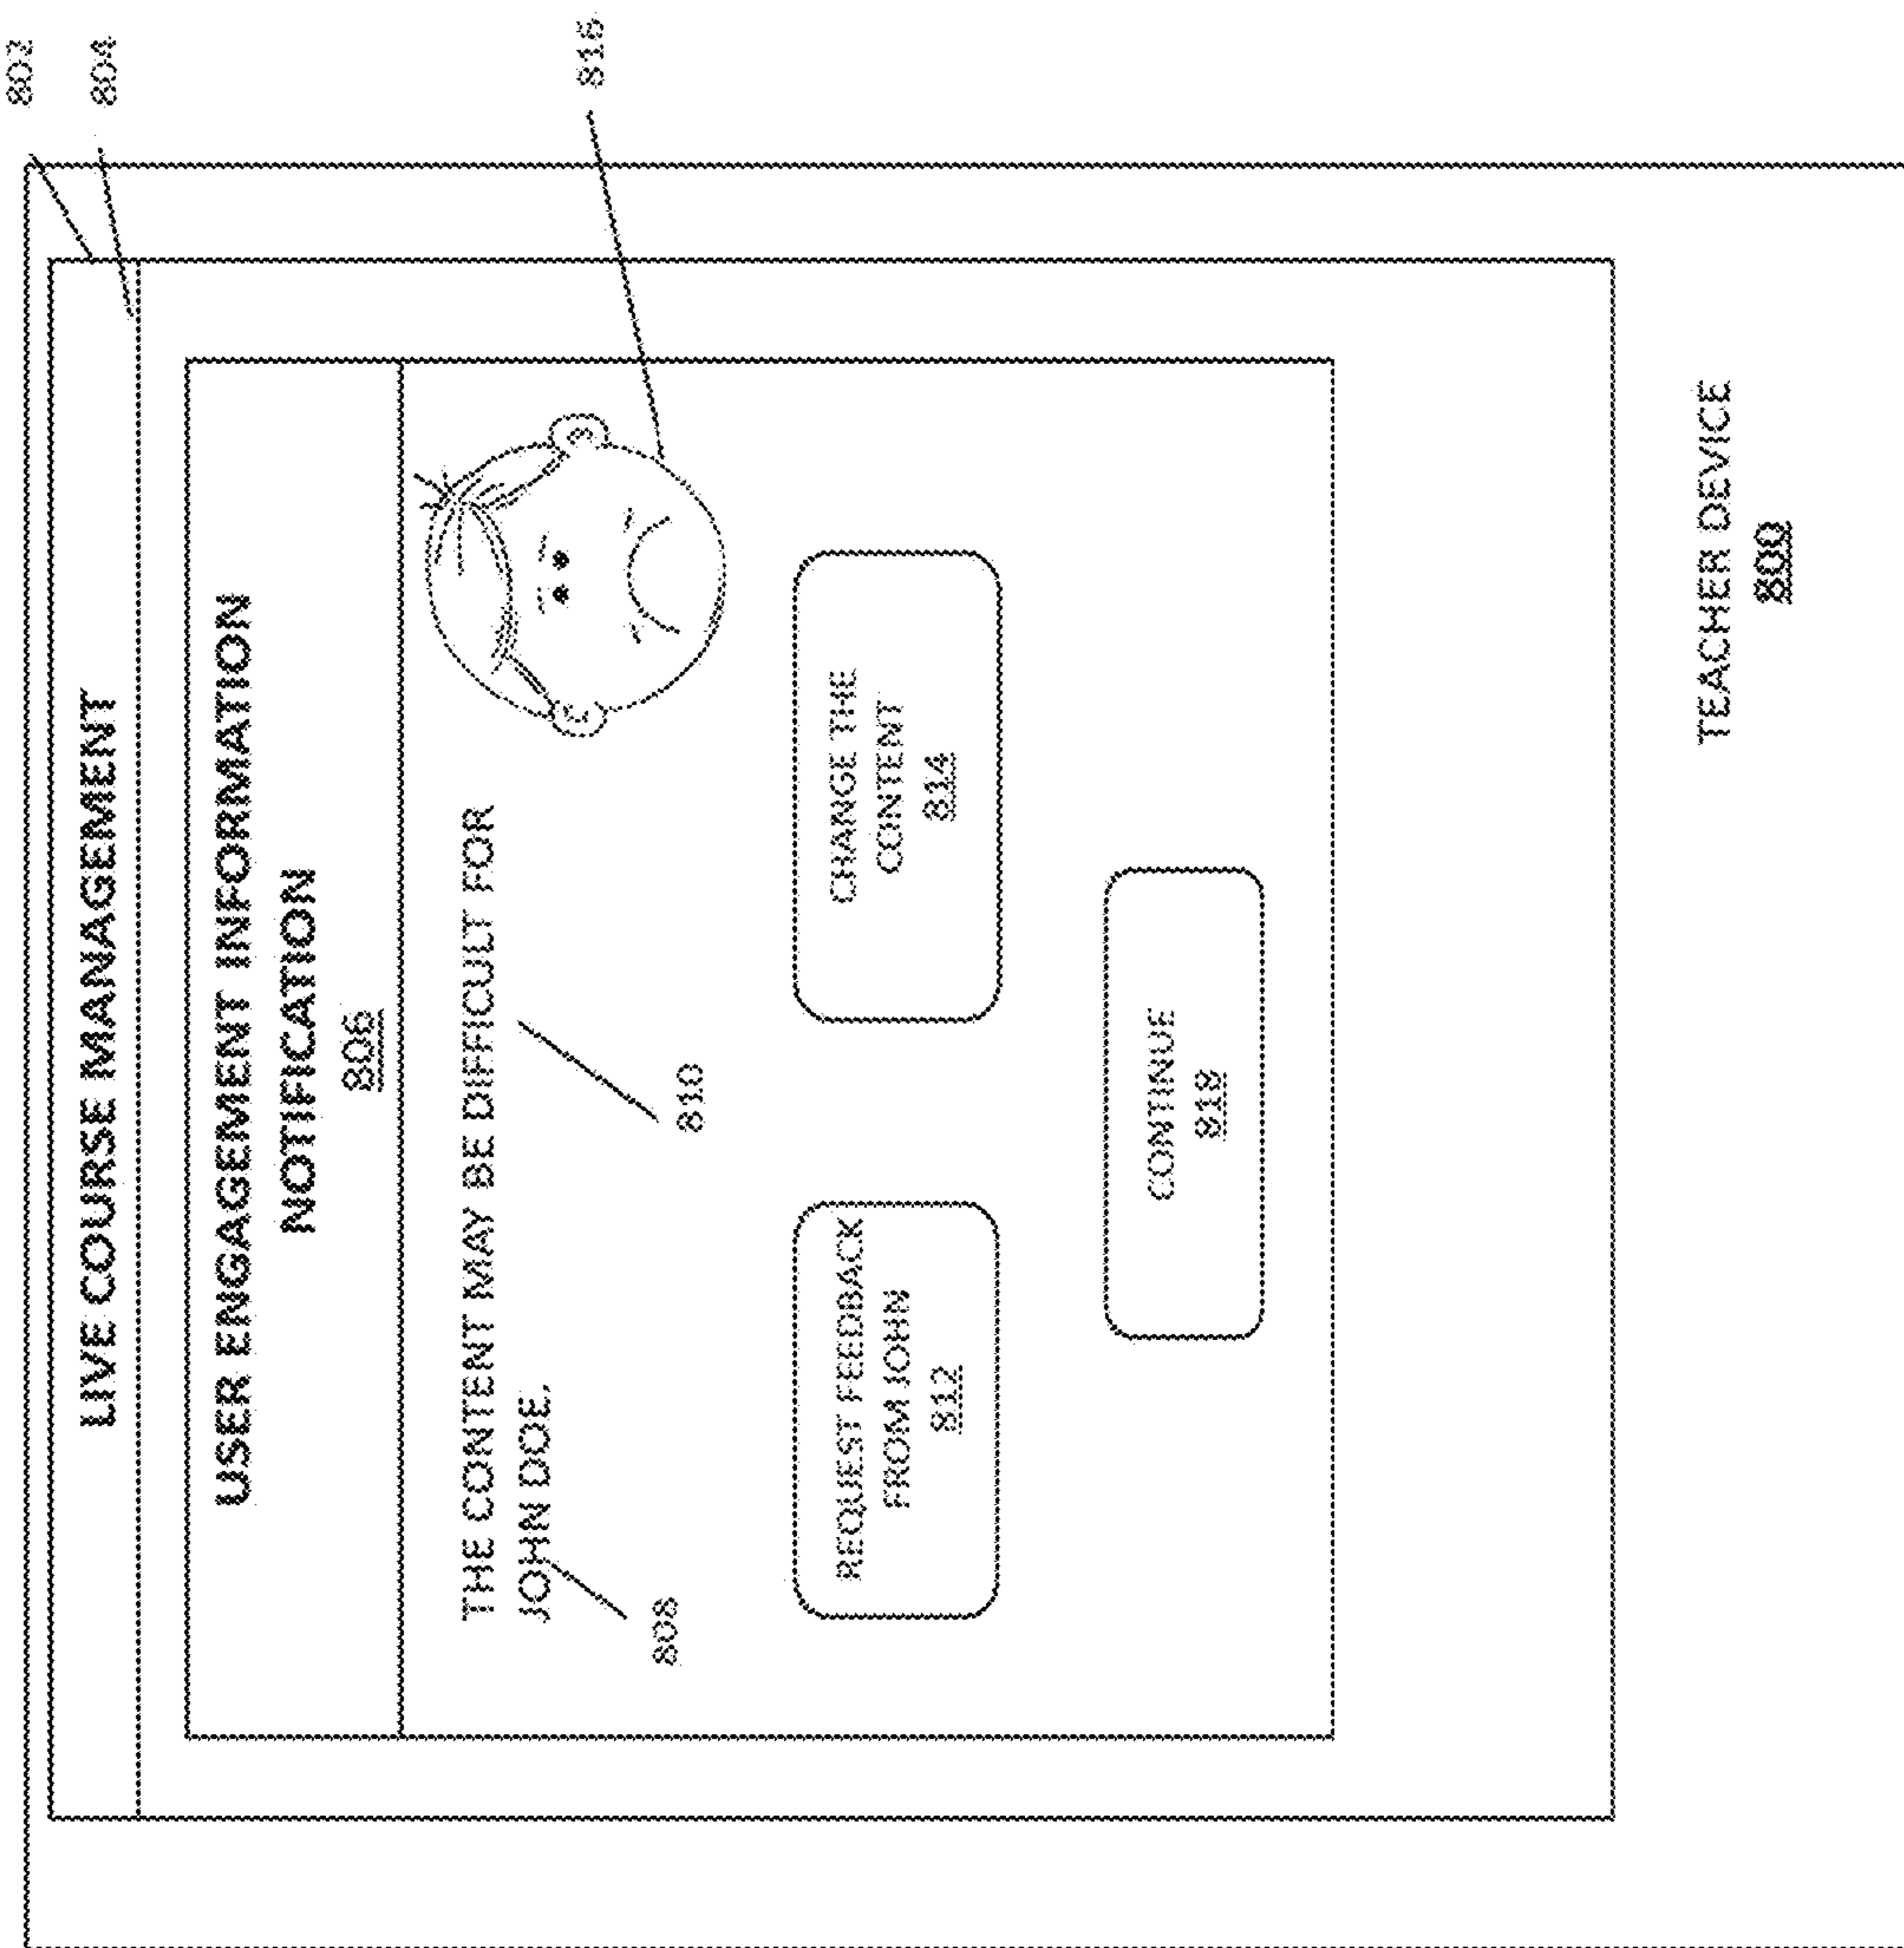 802
804
LIVE COURSE MANAGEMENT
USER ENGAGEMENT INFORMATION
NOTIFICATION
806
THE CONTENT MAY BE DIFFICULT FOR
JOHN DOE.
816
808
810
REQUEST FEEDBACK
FROM JOHN
812
CHANGE THE
CONTENT
814
CONTINUE
818
TEACHER DEVICE
800